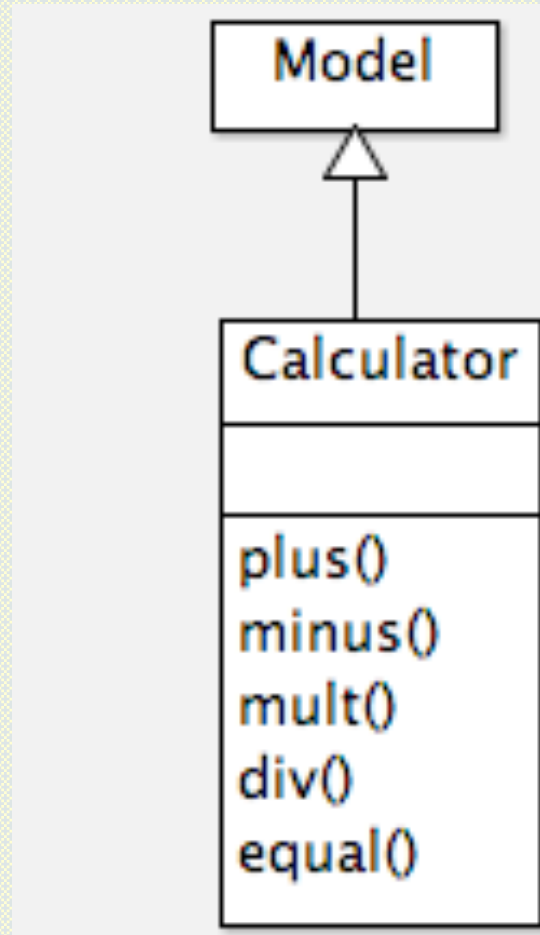 Model
Calculator
plus()
minus()
mult()
div()
equal()